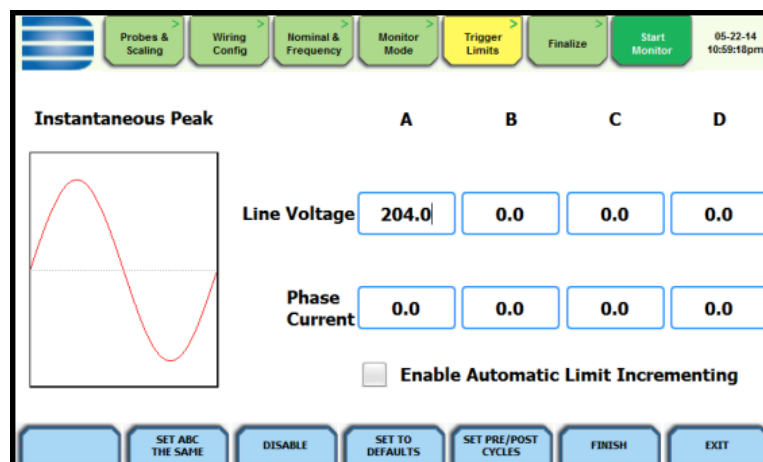 Probes & Scaling
Wiring Config
Nominal & Frequency
Monitor Mode
Trigger Limits
Finalize
Start Monitor
05-22-14
10:59:18pm
Instantaneous Peak A B C D
Line Voltage 204.0 0.0 0.0 0.0
Phase Current 0.0 0.0 0.0 0.0
Enable Automatic Limit Incrementing
SET ABC THE SAME
DISABLE
SET TO DEFAULTS
SET PRE/POST CYCLES
FINISH
EXIT